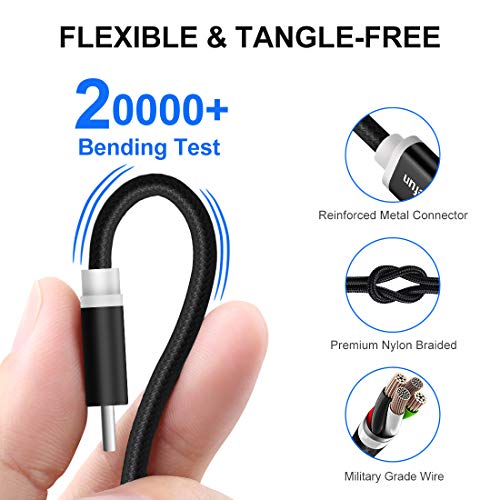 FLEXIBLE & TANGLE-FREE
20000+
Bending Test
Reinforced Metal Connector
Premium Nylon Braided
Military Grade Wire